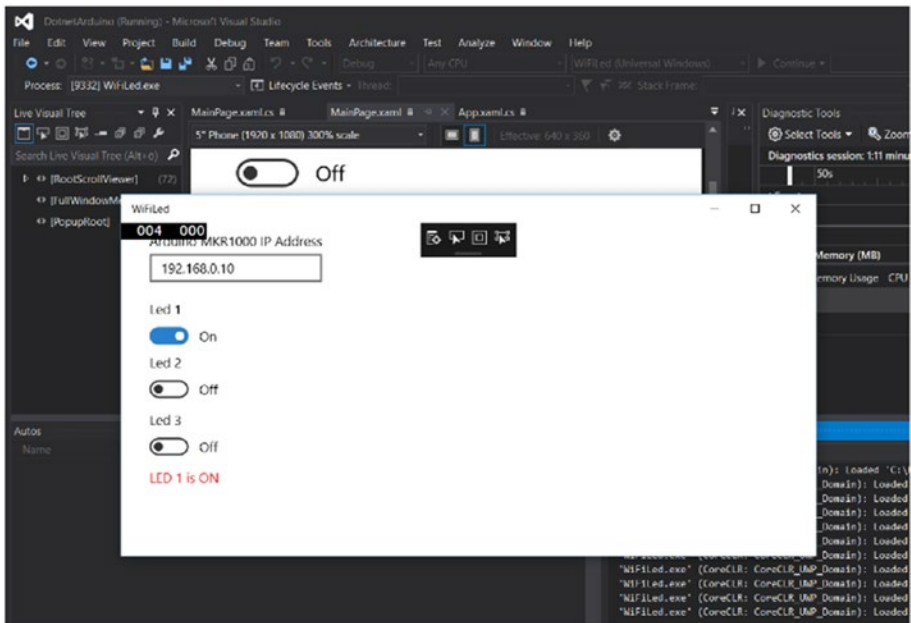 DotnetArduino (Running) - Microsoft Visual Studio
File Edit View Project Build Debug Team Tools Architecture Test Analyze Window Help
Debug Any CPU WiFiLed (Universal Windows) Continue
Process: [9332] WiFiLed.exe Lifecycle Events Thread: Stack Frame:
Live Visual Tree MainPage.xaml.cs MainPage.xaml App.xaml.cs Diagnostic Tools
5" Phone (1920 x 1080) 300% scale Effective: 640 x 360 Select Tools Zoom
Search Live Visual Tree (Alt+o) Diagnostics session: 1:11 minu
[RootScrollViewer] (72) Off 50s
[FullWindowMe
[PopupRoot]
WiFiLed
004 000
Arduino MKR1000 IP Address
192.168.0.10
Memory (MB)
emory Usage CPU
Led 1
On
Led 2
Off
Led 3
Off
LED 1 is ON
Autos
Name
in): Loaded 'C:\
_Domain): Loaded
_Domain): Loaded
_Domain): Loaded
_Domain): Loaded
_Domain): Loaded
_Domain): Loaded
'WiFiLed.exe' (CoreCLR: CoreCLR_UWP_Domain): Loaded
'WiFiLed.exe' (CoreCLR: CoreCLR_UWP_Domain): Loaded
'WiFiLed.exe' (CoreCLR: CoreCLR_UWP_Domain): Loaded
'WiFiLed.exe' (CoreCLR: CoreCLR_UWP_Domain): Loaded